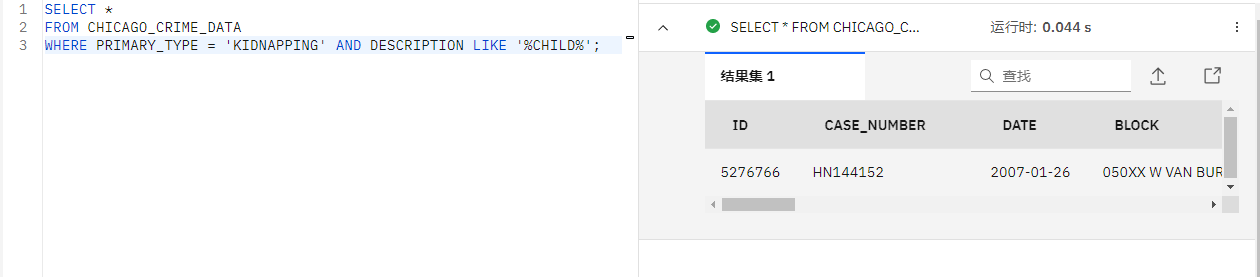 1 SELECT *
2 FROM CHICAGO_CRIME_DATA
3 WHERE PRIMARY_TYPE = 'KIDNAPPING' AND DESCRIPTION LIKE '%CHILD%';
SELECT * FROM CHICAGO_C... 运行时: 0.044 s
结果集 1 查找
ID CASE_NUMBER DATE BLOCK
5276766 HN144152 2007-01-26 050XX W VAN BUR